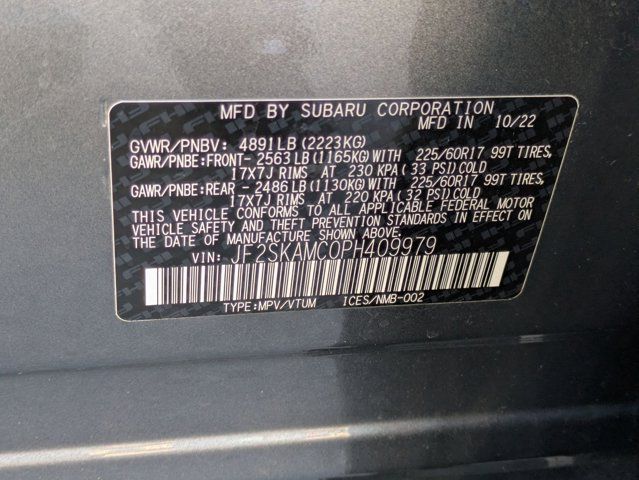 MFD BY SUBARU CORPORATION
MFD IN 10/22
GVWR/PNBV: 4891LB (2223KG)
GAWR/PNBE:FRONT- 2563LB (1165KG) WITH 225/60R17 99T TIRES,
17X7J RIMS AT 230 KPA (33 PSI) COLD
GAWR/PNBE:REAR - 2486LB (1130KG) WITH 225/60R17 99T TIRES,
17X7J RIMS AT 220 KPA (32 PSI) COLD
THIS VEHICLE CONFORMS TO ALL APPLICABLE FEDERAL MOTOR
VEHICLE SAFETY AND THEFT PREVENTION STANDARDS IN EFFECT ON
THE DATE OF MANUFACTURE SHOWN ABOVE.
VIN: JF2SKAMC0PH409979
TYPE:MPV/VTUM ICES/NMB-002